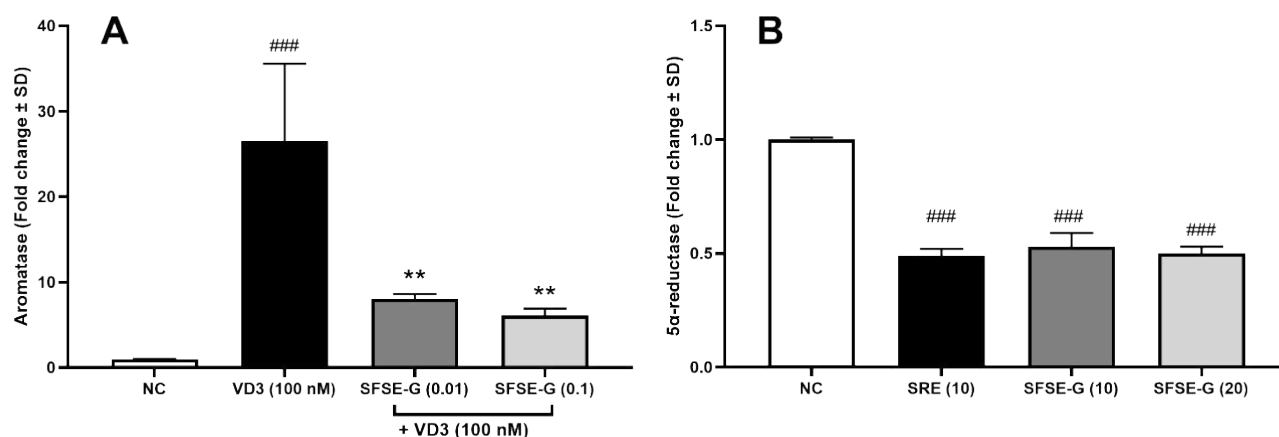 A
Aromatase (Fold change ± SD)
40
30
20
10
0
###
**
**
NC
VD3 (100 nM)
SFSE-G (0.01)
SFSE-G (0.1)
+ VD3 (100 nM)
B
5α-reductase (Fold change ± SD)
1.5
1.0
0.5
0.0
###
###
###
NC
SRE (10)
SFSE-G (10)
SFSE-G (20)